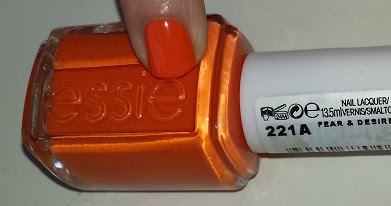 essie
NAIL LACQUER/
13.5ml/VERNIS/SMALTO
221A FEAR & DESIRE